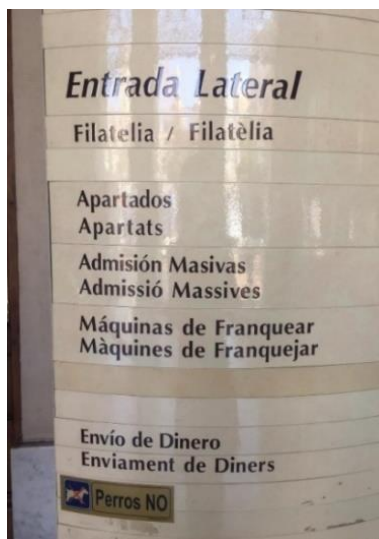 Entrada Lateral
Filatelia / Filatèlia
Apartados
Apartats
Admisión Masivas
Admissió Massives
Máquinas de Franquear
Màquines de Franquejar
Envío de Dinero
Enviament de Diners
Perros NO